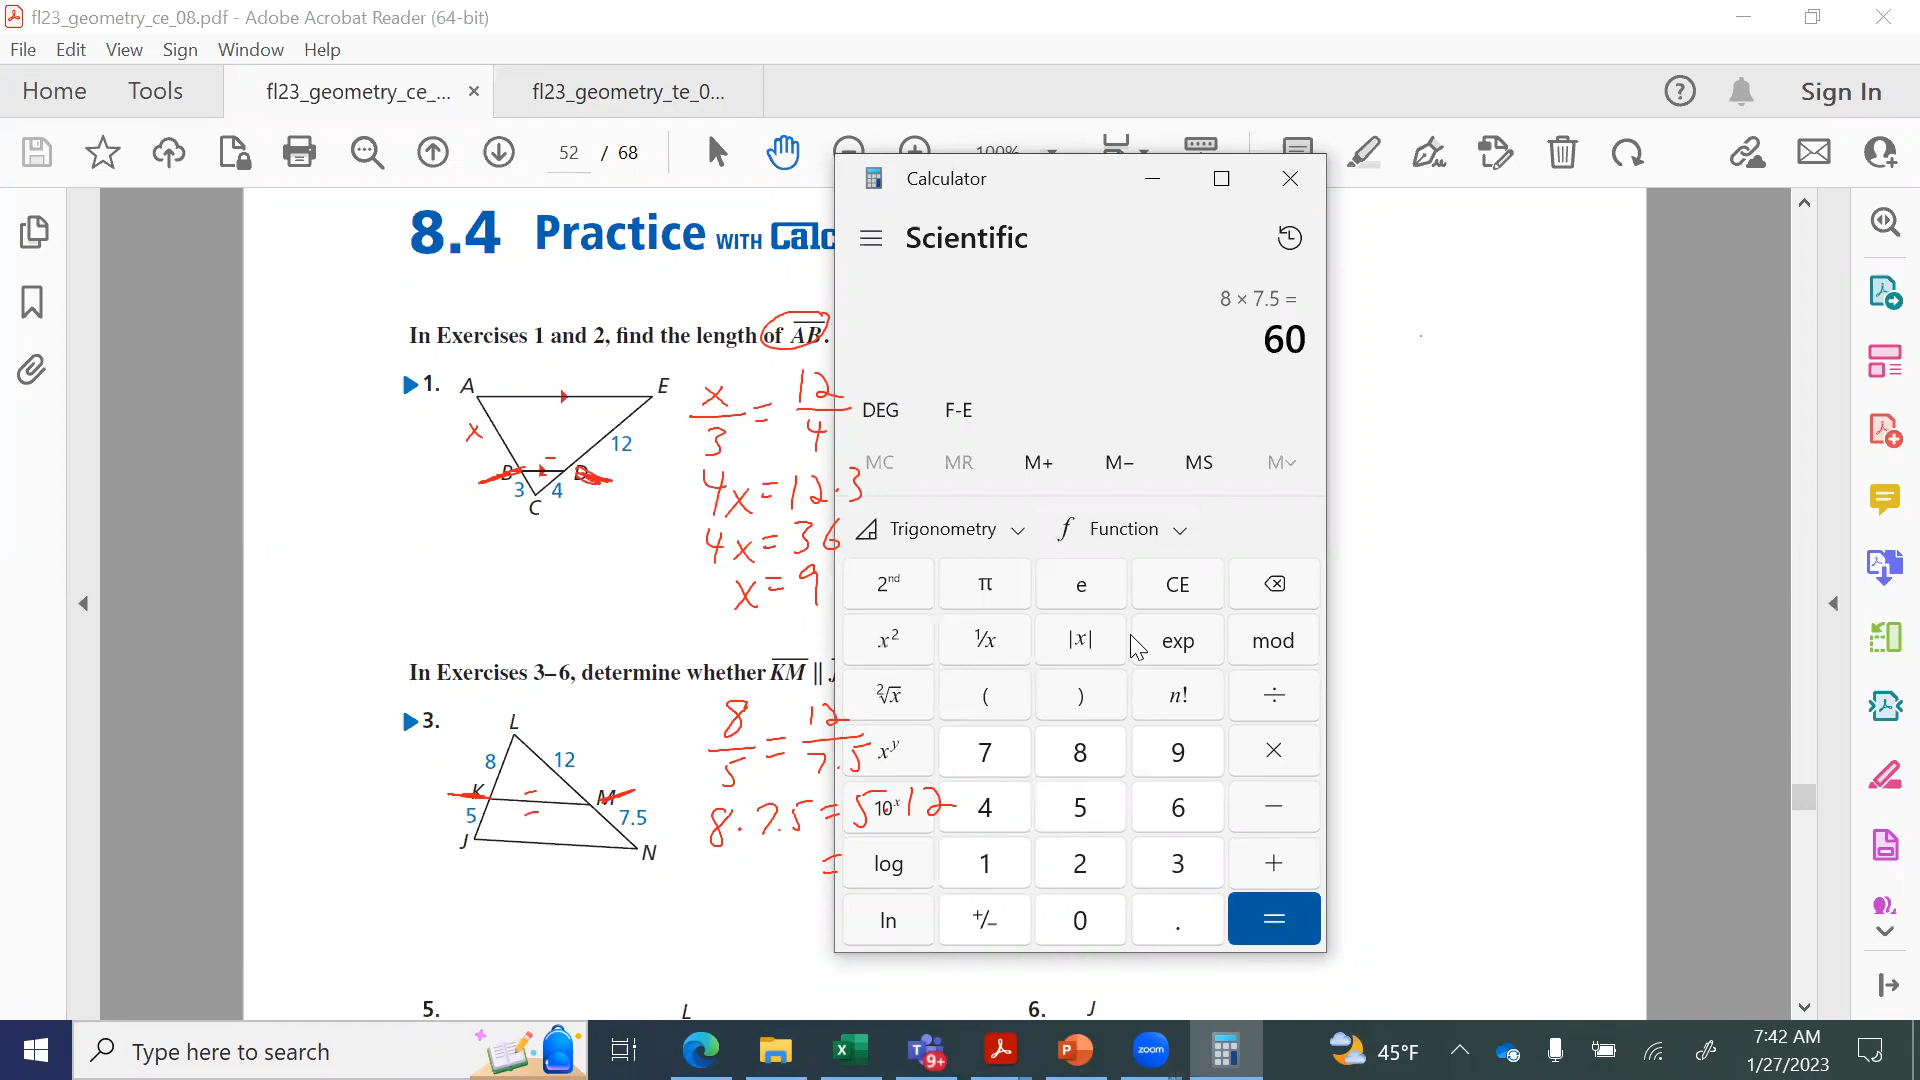 fl23_geometry_ce_08.pdf - Adobe Acrobat Reader (64-bit)
File Edit View Sign Window Help
Home Tools fl23_geometry_ce_... × fl23_geometry_te_0... Sign In
52 / 68 100%
8.4 Practice WITH Calc
In Exercises 1 and 2, find the length of AB.
1.
A E
x 12
B D
3 4
C
x/3 = 12/4
4x = 12·3
4x = 36
x = 9
In Exercises 3–6, determine whether KM ∥ J
3.
L
8 12
K M
5 7.5
J N
8/5 = 12/7.5
8·7.5 = 5·12
=
5. L 6. J
Calculator
Scientific
8 × 7.5 =
60
DEG F-E
MC MR M+ M− MS M
Trigonometry f Function
2nd π e CE
x² ¹/x |x| exp mod
²√x ( ) n! ÷
xʸ 7 8 9 ×
10ˣ 4 5 6 −
log 1 2 3 +
ln +/− 0 . =
Type here to search
9+
zoom
45°F
7:42 AM
1/27/2023